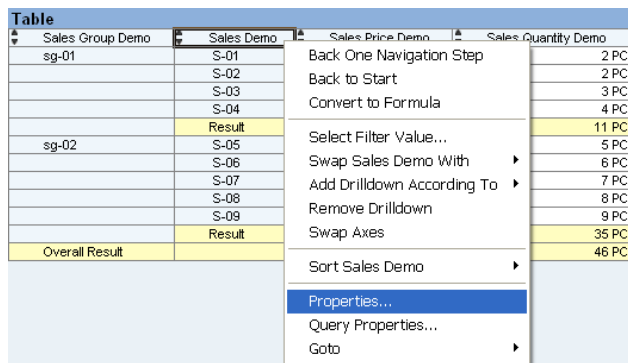 Table
Sales Group Demo Sales Demo Sales Price Demo Sales Quantity Demo
sg-01 S-01 Back One Navigation Step 2 PC
S-02 Back to Start 2 PC
S-03 3 PC
S-04 Convert to Formula 4 PC
Result 11 PC
sg-02 S-05 Select Filter Value... 5 PC
S-06 Swap Sales Demo With 6 PC
S-07 Add Drilldown According To 7 PC
S-08 Remove Drilldown 8 PC
S-09 9 PC
Result Swap Axes 35 PC
Overall Result 46 PC
Sort Sales Demo
Properties...
Query Properties...
Goto